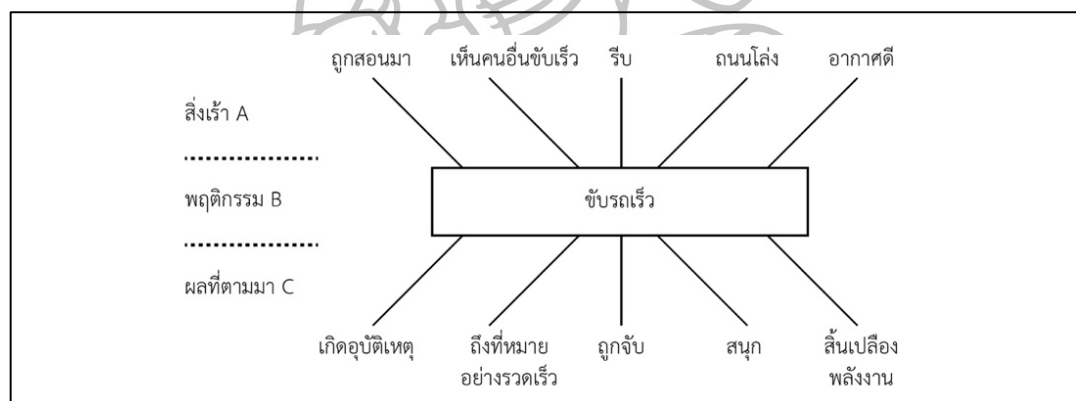 ถูกสอนมา เห็นคนอื่นขับเร็ว รีบ ถนนโล่ง อากาศดี
สิ่งเร้า A
พฤติกรรม B
ขับรถเร็ว
ผลที่ตามมา C
เกิดอุบัติเหตุ ถึงที่หมาย ถูกจับ สนุก สิ้นเปลือง
อย่างรวดเร็ว พลังงาน